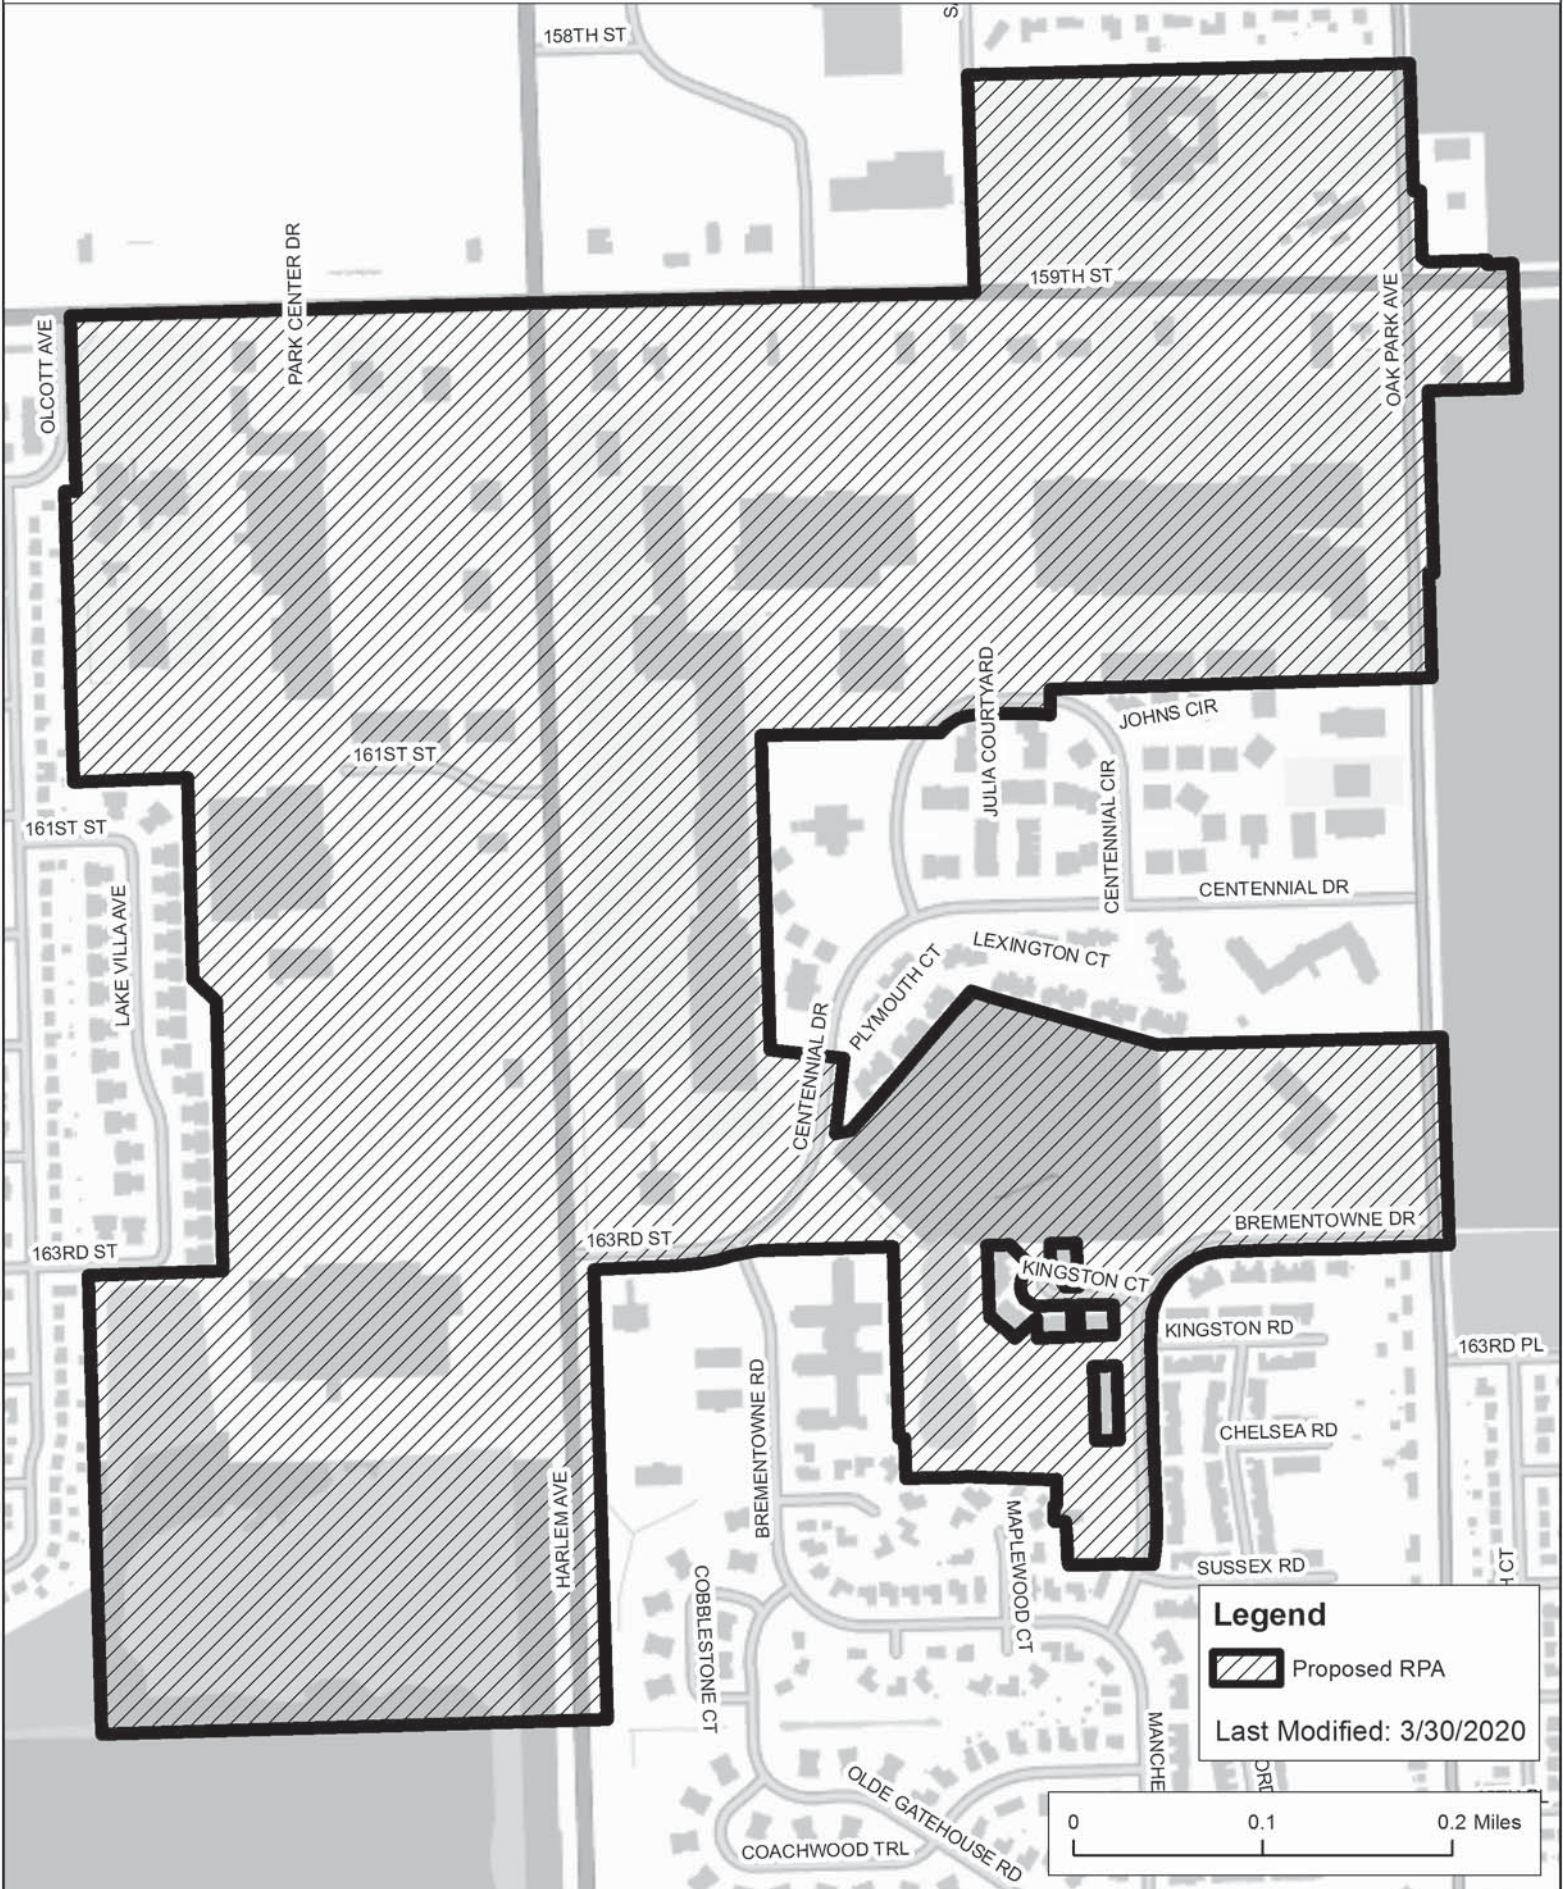 158TH ST
PARK CENTER DR
159TH ST
OLCOTT AVE
OAK PARK AVE
JULIA COURTYARD
JOHNS CIR
161ST ST
CENTENNIAL CIR
161ST ST
CENTENNIAL DR
LAKE VILLA AVE
LEXINGTON CT
PLYMOUTH CT
CENTENNIAL DR
BREMENTOWNE DR
163RD ST
163RD ST
KINGSTON CT
KINGSTON RD
163RD PL
BREMENTOWNE RD
CHELSEA RD
HARLEM AVE
MAPLEWOOD CT
SUSSEX RD
COBBLESTONE CT
H CT
Legend
Proposed RPA
Last Modified: 3/30/2020
MANCHE
ORD
OLDE GATEHOUSE RD
COACHWOOD TRL
0 0.1 0.2 Miles